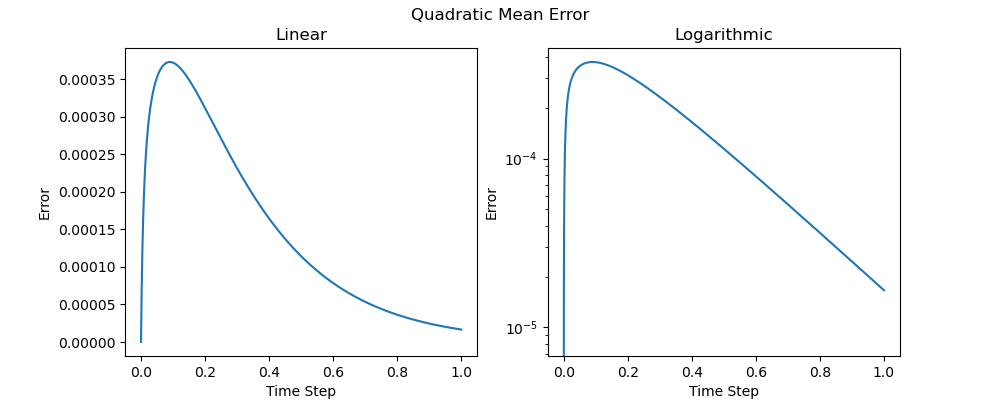 Quadratic Mean Error
Linear
Error
0.00035
0.00030
0.00025
0.00020
0.00015
0.00010
0.00005
0.00000
0.0 0.2 0.4 0.6 0.8 1.0
Time Step
Logarithmic
Error
10⁻⁴
10⁻⁵
0.0 0.2 0.4 0.6 0.8 1.0
Time Step